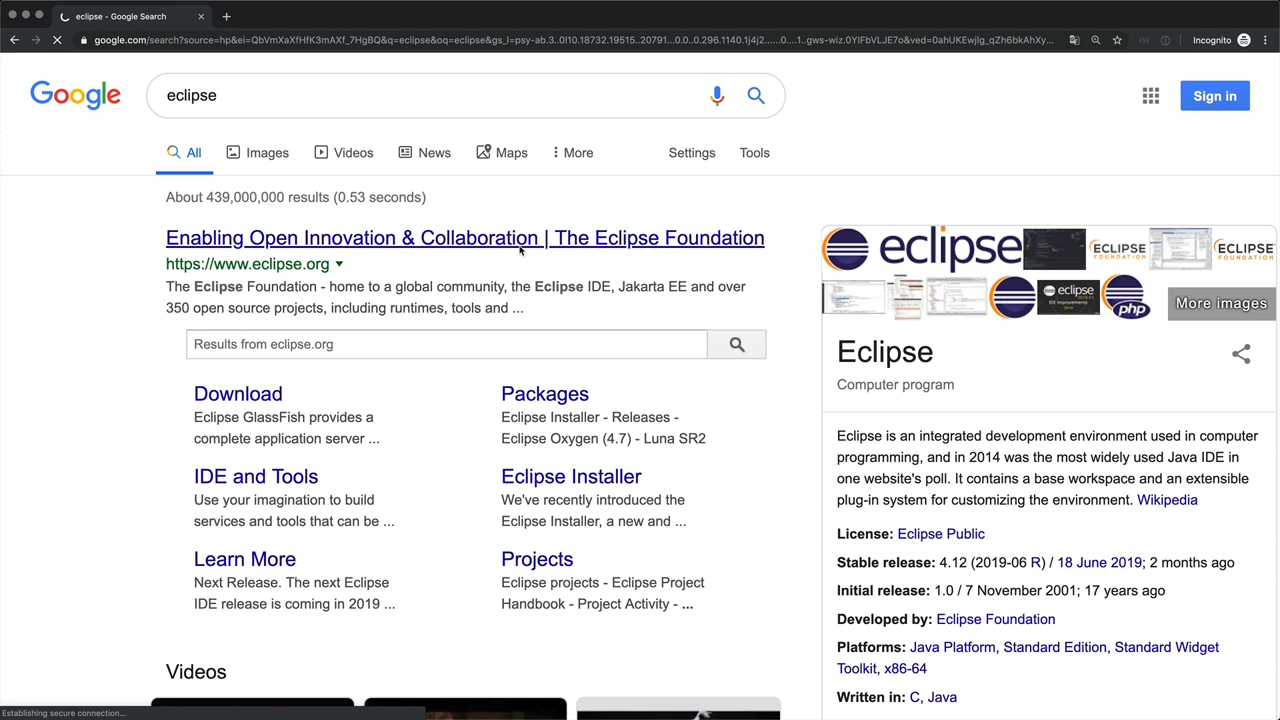 eclipse - Google Search
google.com/search?source=hp&ei=QbVmXaXfHfK3mAXf_7HgBQ&q=eclipse&oq=eclipse&gs_l=psy-ab.3..0l10.18732.19515..20791...0.0..0.296.1140.1j4j2......0....1..gws-wiz.0YlFbVLJE7o&ved=0ahUKEwjIg_qZh6bkAhXy...
Incognito
Google
eclipse
Sign in
All
Images
Videos
News
Maps
More
Settings
Tools
About 439,000,000 results (0.53 seconds)
Enabling Open Innovation & Collaboration | The Eclipse Foundation
https://www.eclipse.org
The Eclipse Foundation - home to a global community, the Eclipse IDE, Jakarta EE and over
350 open source projects, including runtimes, tools and ...
Results from eclipse.org
Download
Eclipse GlassFish provides a
complete application server ...
Packages
Eclipse Installer - Releases -
Eclipse Oxygen (4.7) - Luna SR2
IDE and Tools
Use your imagination to build
services and tools that can be ...
Eclipse Installer
We've recently introduced the
Eclipse Installer, a new and ...
Learn More
Next Release. The next Eclipse
IDE release is coming in 2019 ...
Projects
Eclipse projects - Eclipse Project
Handbook - Project Activity - ...
Videos
Establishing secure connection...
eclipse
ECLIPSE
FOUNDATION
ECLIPSE
FOUNDATION
eclipse
php
More images
Eclipse
Computer program
Eclipse is an integrated development environment used in computer
programming, and in 2014 was the most widely used Java IDE in
one website's poll. It contains a base workspace and an extensible
plug-in system for customizing the environment. Wikipedia
License: Eclipse Public
Stable release: 4.12 (2019-06 R) / 18 June 2019; 2 months ago
Initial release: 1.0 / 7 November 2001; 17 years ago
Developed by: Eclipse Foundation
Platforms: Java Platform, Standard Edition, Standard Widget
Toolkit, x86-64
Written in: C, Java